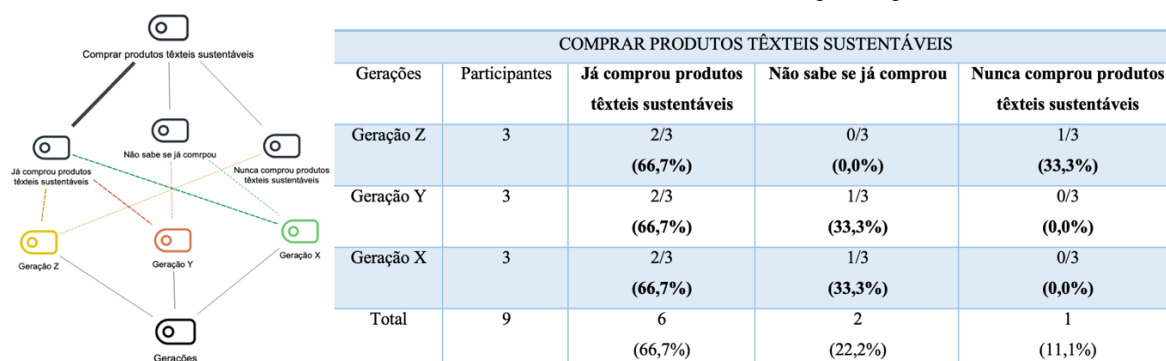 Comprar produtos têxteis sustentáveis
Já comprou produtos
têxteis sustentáveis
Não sabe se já comrpou
Nunca comprou produtos
têxteis sustentáveis
Geração Z
Geração Y
Geração X
Gerações
COMPRAR PRODUTOS TÊXTEIS SUSTENTÁVEIS
Gerações Participantes Já comprou produtos têxteis sustentáveis Não sabe se já comprou Nunca comprou produtos têxteis sustentáveis
Geração Z 3 2/3 0/3 1/3
(66,7%) (0,0%) (33,3%)
Geração Y 3 2/3 1/3 0/3
(66,7%) (33,3%) (0,0%)
Geração X 3 2/3 1/3 0/3
(66,7%) (33,3%) (0,0%)
Total 9 6 2 1
(66,7%) (22,2%) (11,1%)